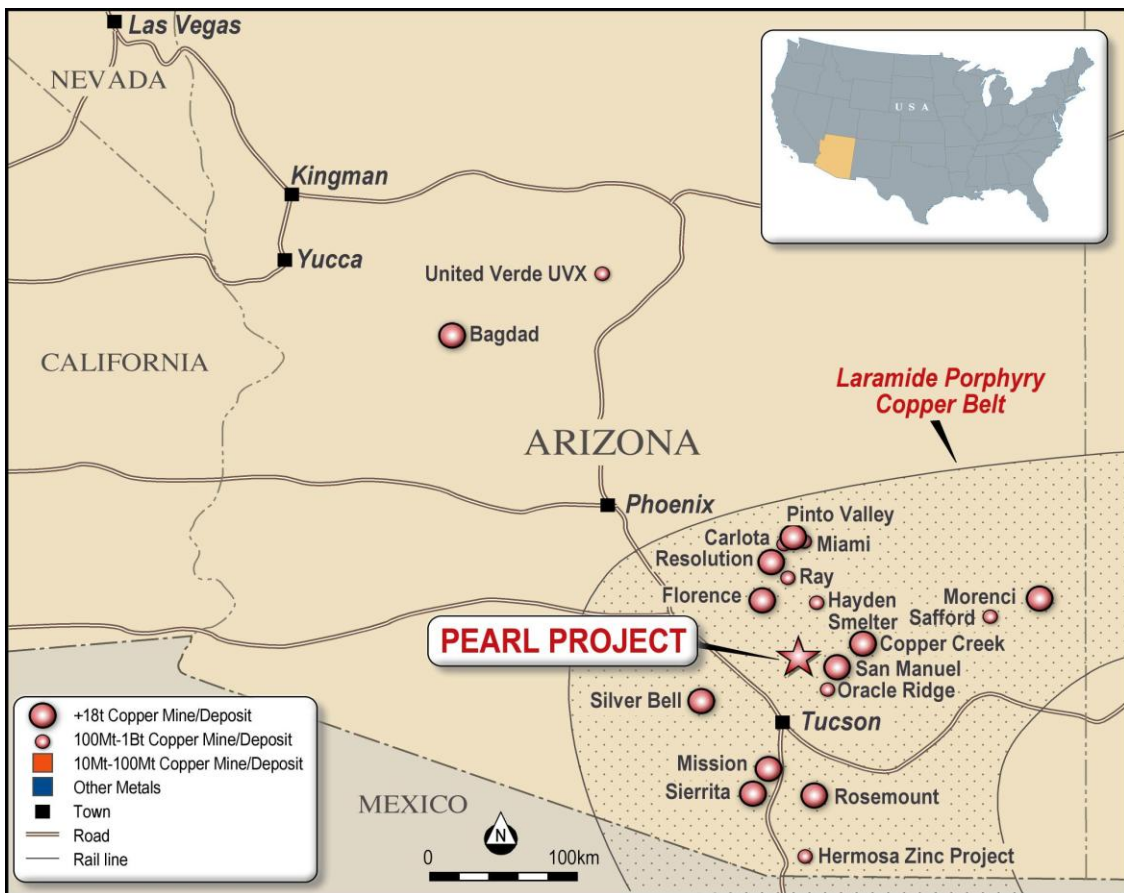 Las Vegas
NEVADA
USA
Kingman
Yucca
United Verde UVX
Bagdad
CALIFORNIA
Laramide Porphyry
Copper Belt
ARIZONA
Phoenix
Pinto Valley
Carlota
Miami
Resolution
Ray
Florence
Hayden
Smelter
Morenci
Safford
PEARL PROJECT
Copper Creek
San Manuel
Oracle Ridge
Silver Bell
Tucson
Mission
Sierrita
Rosemount
MEXICO
Hermosa Zinc Project
+18t Copper Mine/Deposit
100Mt-1Bt Copper Mine/Deposit
10Mt-100Mt Copper Mine/Deposit
Other Metals
Town
Road
Rail line
N
0 100km